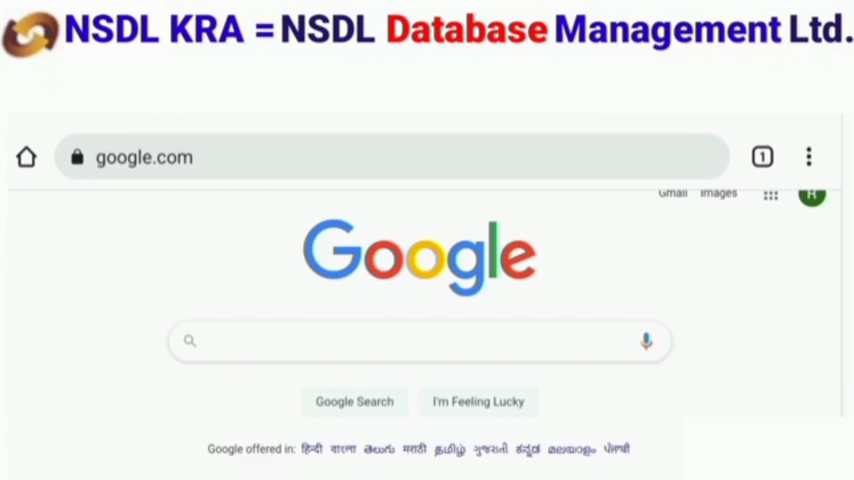 NSDL KRA = NSDL Database Management Ltd.
google.com
1
Gmail Images
R
Google
Google Search I'm Feeling Lucky
Google offered in: हिन्दी বাংলা తెలుగు मराठी தமிழ் ગુજરાતી ಕನ್ನಡ മലയാളം ਪੰਜਾਬੀ